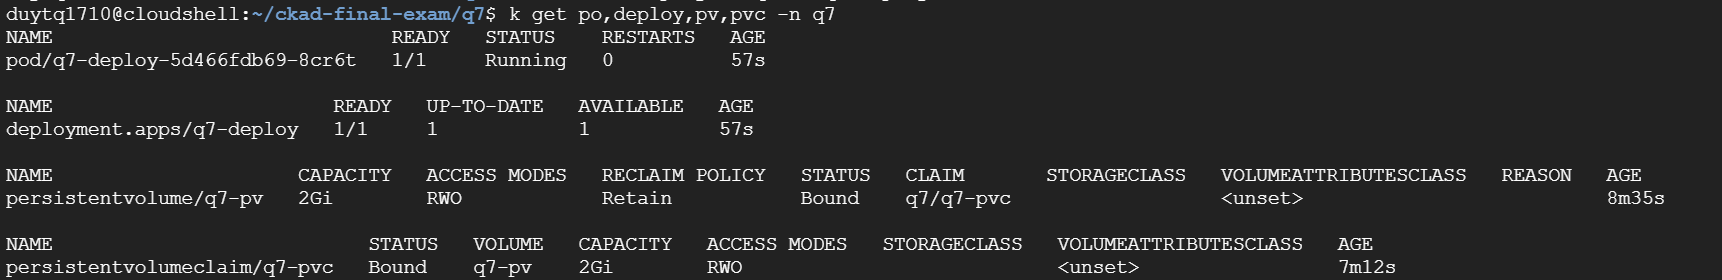 duytq1710@cloudshell:~/ckad-final-exam/q7$ k get po,deploy,pv,pvc -n q7
NAME READY STATUS RESTARTS AGE
pod/q7-deploy-5d466fdb69-8cr6t 1/1 Running 0 57s
NAME READY UP-TO-DATE AVAILABLE AGE
deployment.apps/q7-deploy 1/1 1 1 57s
NAME CAPACITY ACCESS MODES RECLAIM POLICY STATUS CLAIM STORAGECLASS VOLUMEATTRIBUTESCLASS REASON AGE
persistentvolume/q7-pv 2Gi RWO Retain Bound q7/q7-pvc <unset> 8m35s
NAME STATUS VOLUME CAPACITY ACCESS MODES STORAGECLASS VOLUMEATTRIBUTESCLASS AGE
persistentvolumeclaim/q7-pvc Bound q7-pv 2Gi RWO <unset> 7m12s